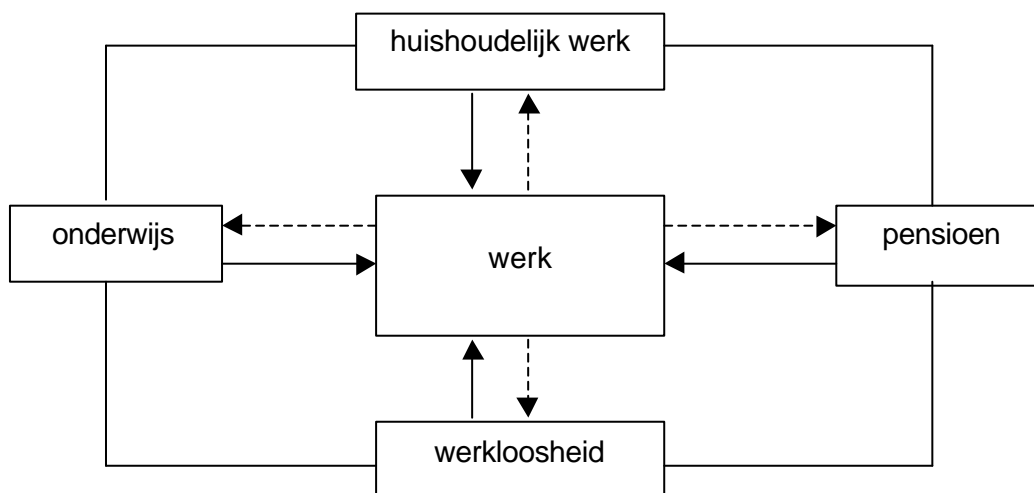 huishoudelijk werk
onderwijs
werk
pensioen
werkloosheid